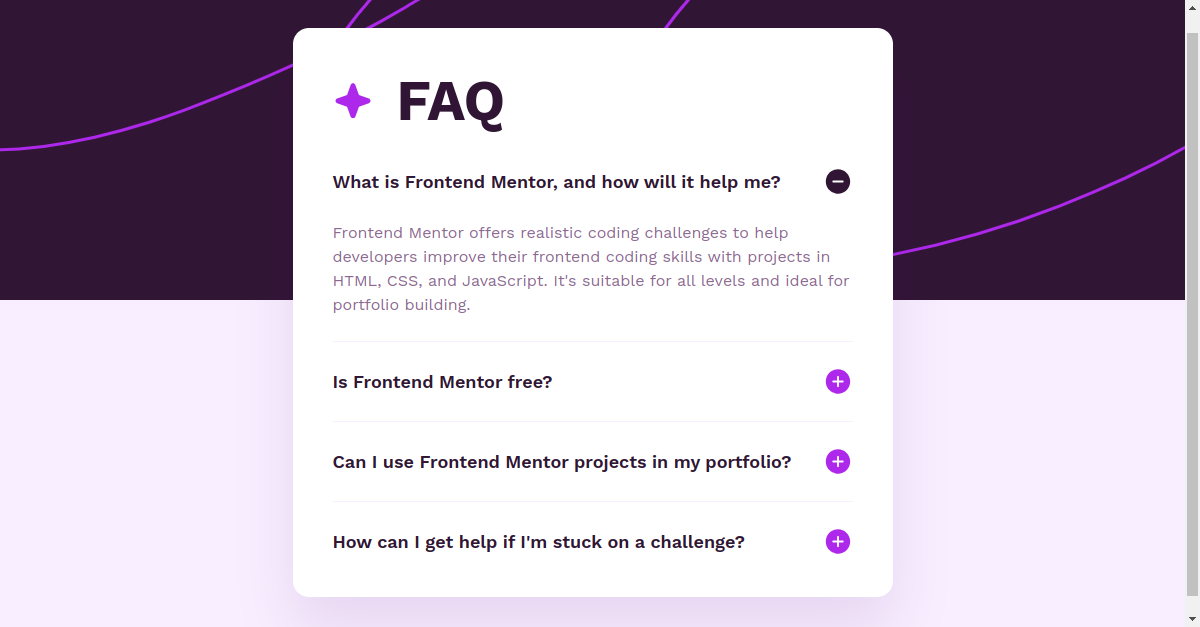 FAQ
What is Frontend Mentor, and how will it help me?
Frontend Mentor offers realistic coding challenges to help
developers improve their frontend coding skills with projects in
HTML, CSS, and JavaScript. It's suitable for all levels and ideal for
portfolio building.
Is Frontend Mentor free?
Can I use Frontend Mentor projects in my portfolio?
How can I get help if I'm stuck on a challenge?